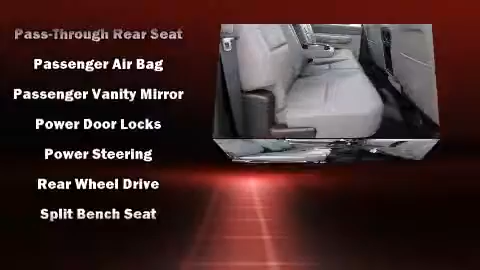 Pass-Through Rear Seat
Passenger Air Bag
Passenger Vanity Mirror
Power Door Locks
Power Steering
Rear Wheel Drive
Split Bench Seat